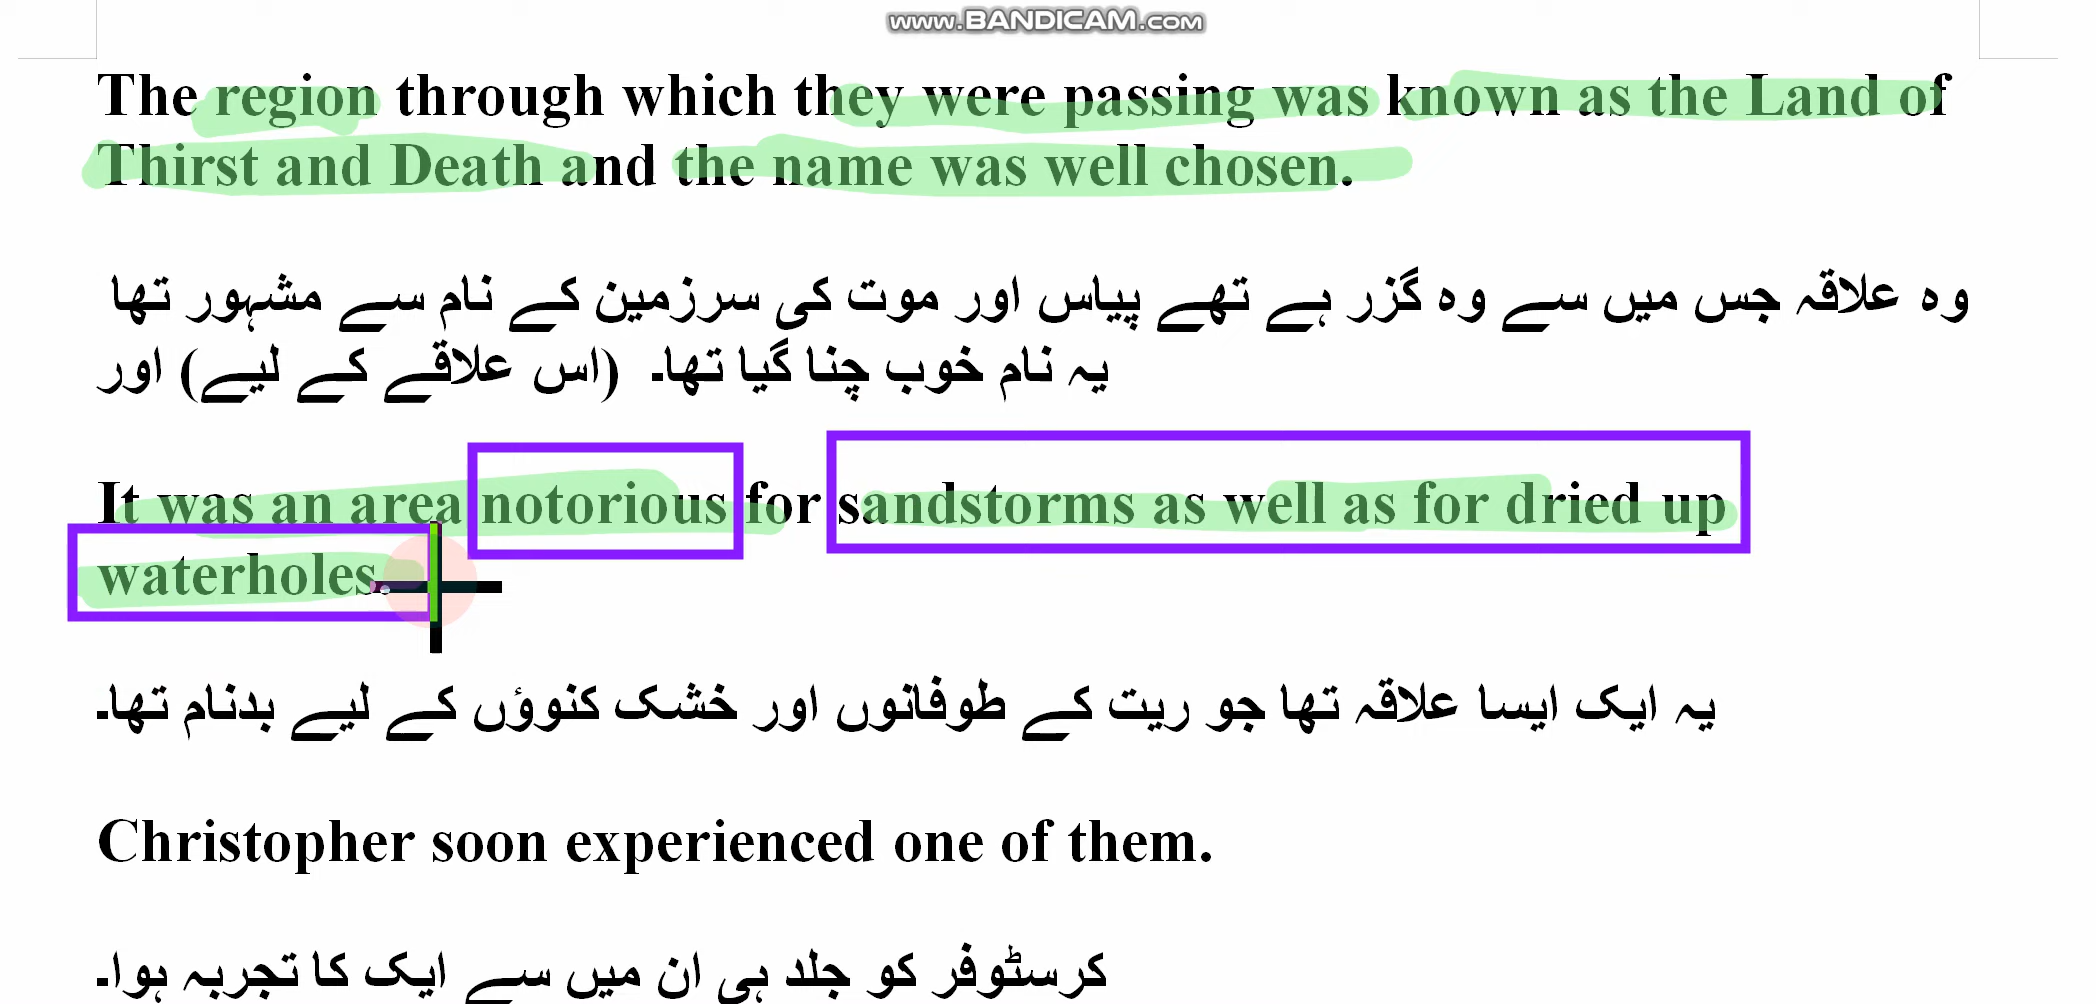 www.BANDICAM.com
The region through which they were passing was known as the Land of
Thirst and Death and the name was well chosen.
وہ علاقہ جس میں سے وہ گزر ہے تھے پیاس اور موت کی سرزمین کے نام سے مشہور تھا
یہ نام خوب چنا گیا تھا۔ (اس علاقے کے لیے) اور
It was an area notorious for sandstorms as well as for dried up
waterholes.
یہ ایک ایسا علاقہ تھا جو ریت کے طوفانوں اور خشک کنووٴں کے لیے بدنام تھا۔
Christopher soon experienced one of them.
کرسٹوفر کو جلد ہی ان میں سے ایک کا تجربہ ہوا۔